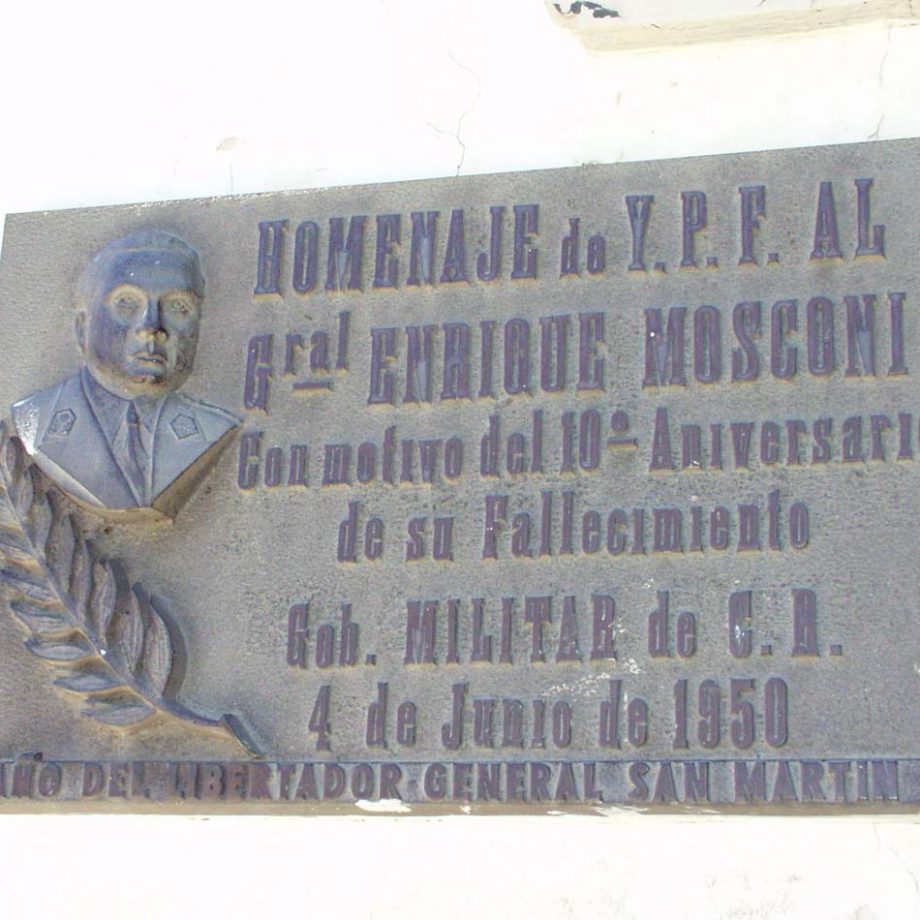 HOMENAJE de Y.P.F. AL
Gral ENRIQUE MOSCONI
Con motivo del 10º Aniversari
de su Fallecimiento
Gob. MILITAR de C.R.
4 de Junio de 1950
AÑO DEL LIBERTADOR GENERAL SAN MARTIN